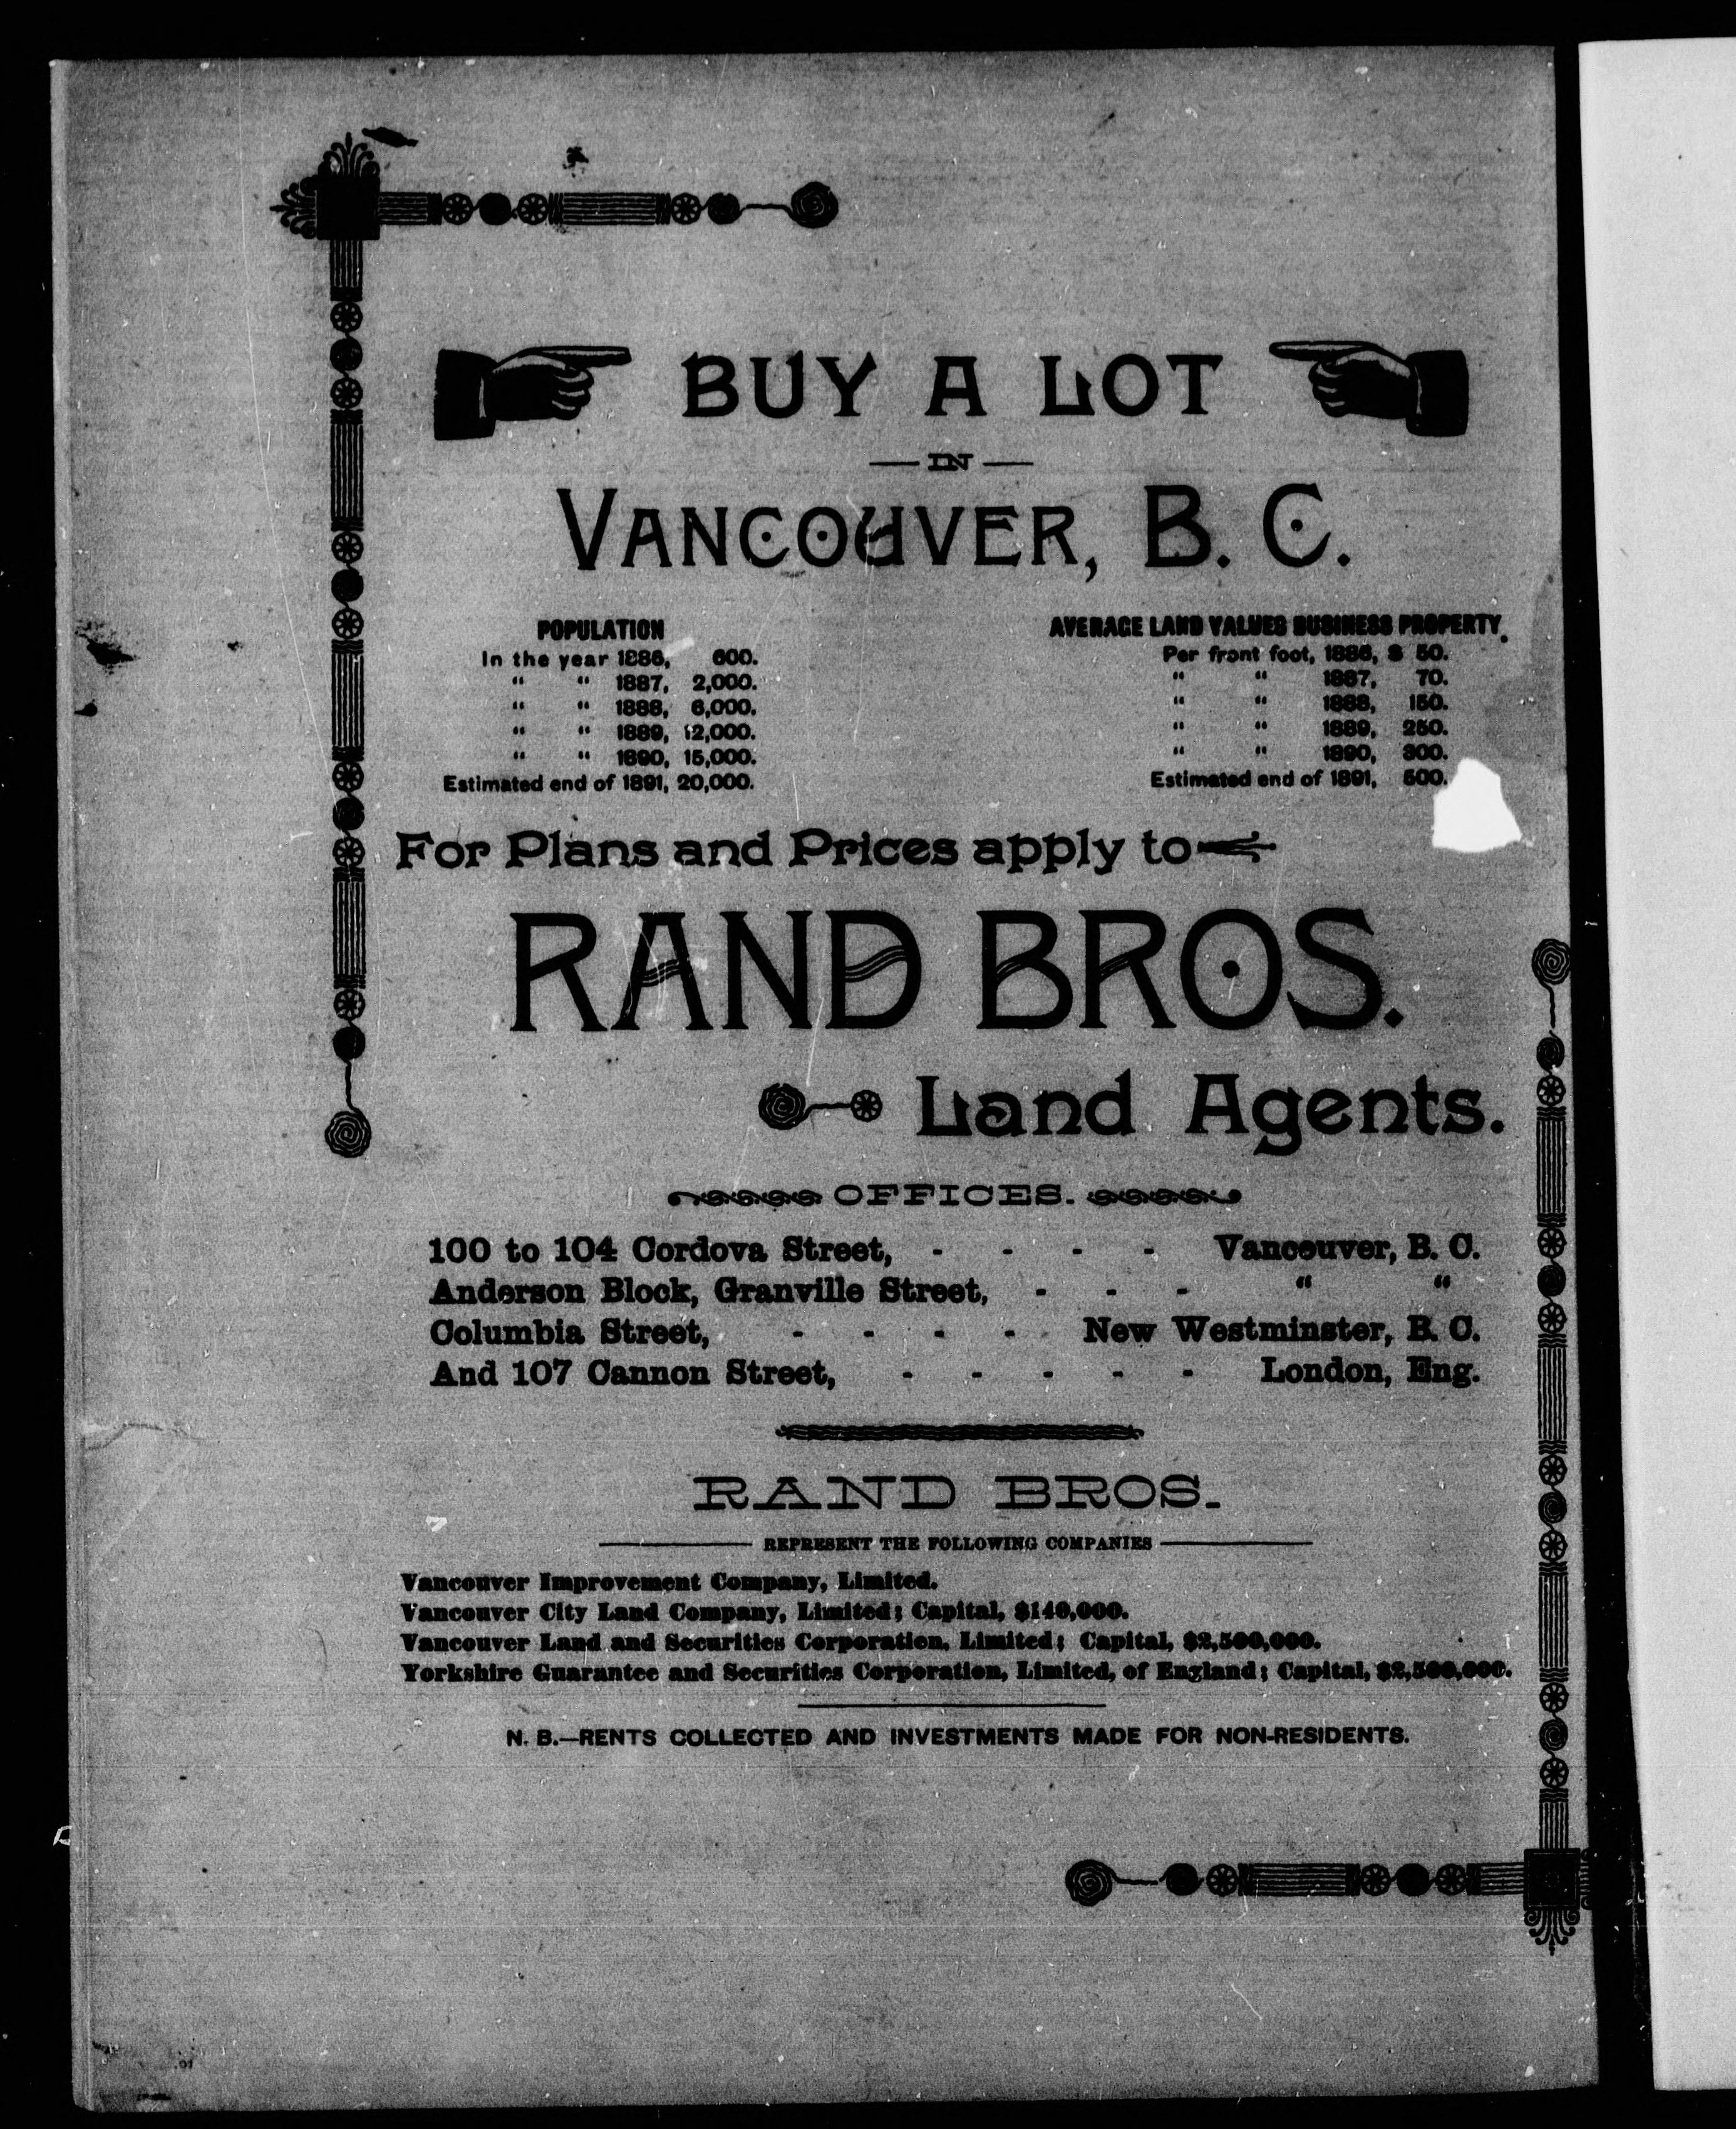 BUY A LOT
IN
VANCOUVER, B. C.
POPULATION
In the year 1886, 600.
" " 1887, 2,000.
" " 1888, 6,000.
" " 1889, 12,000.
" " 1890, 15,000.
Estimated end of 1891, 20,000.
AVERAGE LAND VALUES BUSINESS PROPERTY.
Per front foot, 1886, $ 50.
" " 1887, 70.
" " 1888, 150.
" " 1889, 250.
" " 1890, 300.
Estimated end of 1891, 500.
For Plans and Prices apply to
RAND BROS.
Land Agents.
OFFICES.
100 to 104 Cordova Street, - - - - Vancouver, B. C.
Anderson Block, Granville Street, - - - " "
Columbia Street, - - - - New Westminster, B. C.
And 107 Cannon Street, - - - - - London, Eng.
RAND BROS.
REPRESENT THE FOLLOWING COMPANIES
Vancouver Improvement Company, Limited.
Vancouver City Land Company, Limited; Capital, $140,000.
Vancouver Land and Securities Corporation, Limited; Capital, $2,500,000.
Yorkshire Guarantee and Securities Corporation, Limited, of England; Capital, $2,500,000.
N. B.—RENTS COLLECTED AND INVESTMENTS MADE FOR NON-RESIDENTS.